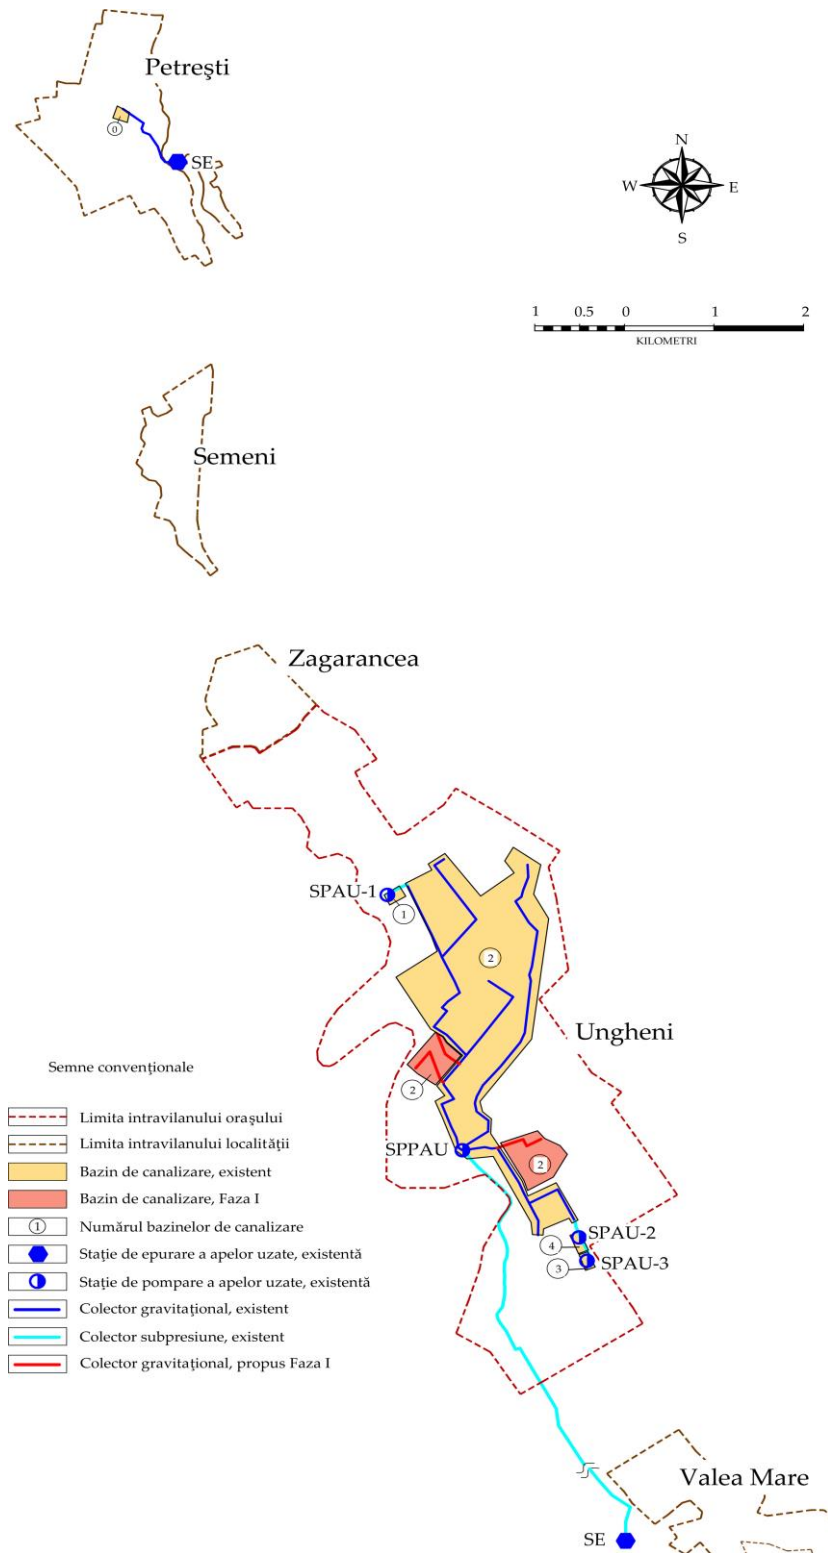 Petreşti
0
SE
N
W
E
S
1 0.5 0 1 2
KILOMETRI
Semeni
Zagarancea
SPAU-1
1
2
Ungheni
2
SPPAU
2
SPAU-2
4
SPAU-3
3
Semne convenţionale
Limita intravilanului oraşului
Limita intravilanului localităţii
Bazin de canalizare, existent
Bazin de canalizare, Faza I
1 Numărul bazinelor de canalizare
Staţie de epurare a apelor uzate, existentă
Staţie de pompare a apelor uzate, existentă
Colector gravitaţional, existent
Colector subpresiune, existent
Colector gravitaţional, propus Faza I
Valea Mare
SE